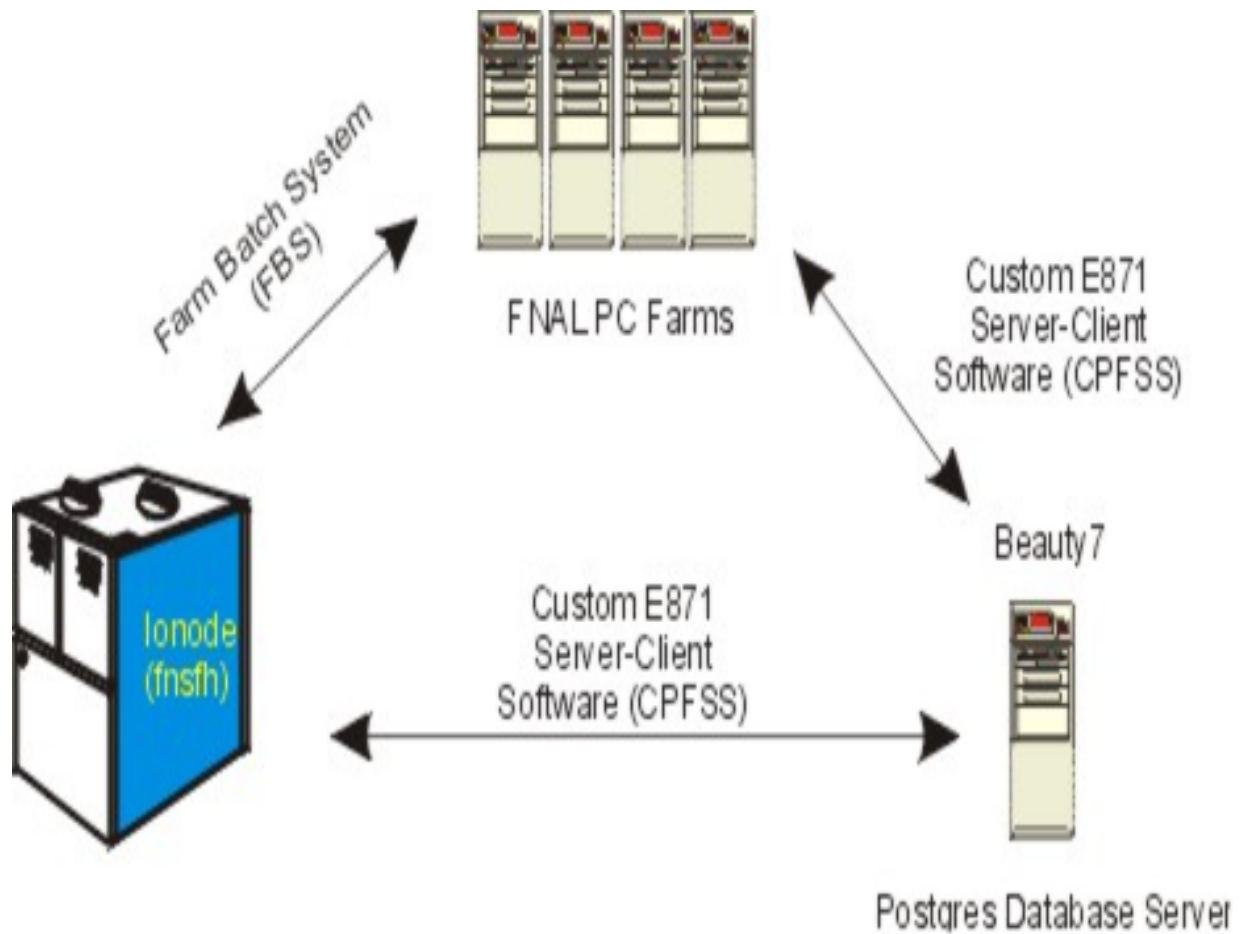 Farm Batch System
(FBS)
FNAL PC Farms
Custom E871
Server-Client
Software (CPFSS)
Beauty7
Ionode
(fnsfh)
Custom E871
Server-Client
Software (CPFSS)
Postgres Database Server